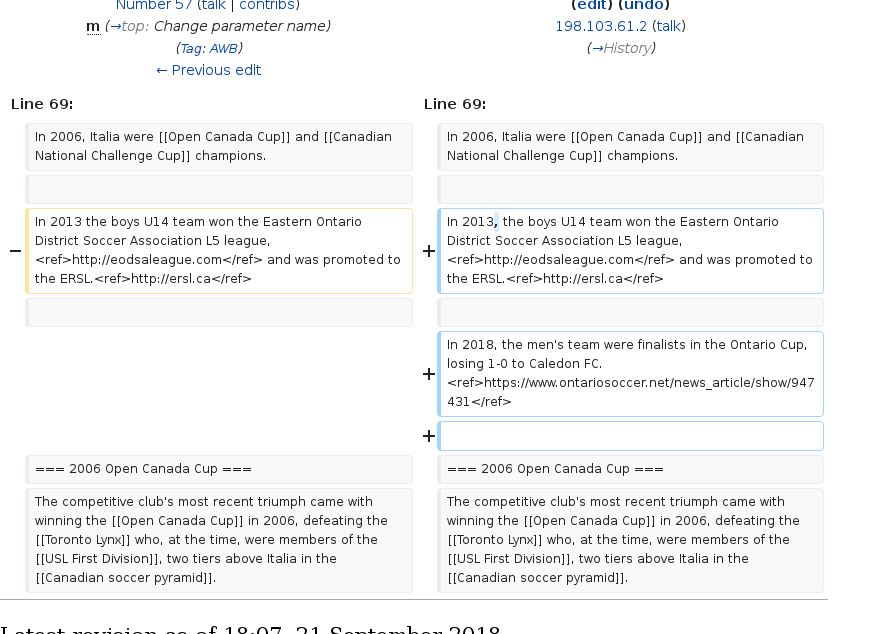 Number 57 (talk | contribs)
m (→top: Change parameter name)
(Tag: AWB)
← Previous edit
(edit) (undo)
198.103.61.2 (talk)
(→History)
Line 69:
In 2006, Italia were [[Open Canada Cup]] and [[Canadian
National Challenge Cup]] champions.
− In 2013 the boys U14 team won the Eastern Ontario
District Soccer Association L5 league,
<ref>http://eodsaleague.com</ref> and was promoted to
the ERSL.<ref>http://ersl.ca</ref>
=== 2006 Open Canada Cup ===
The competitive club's most recent triumph came with
winning the [[Open Canada Cup]] in 2006, defeating the
[[Toronto Lynx]] who, at the time, were members of the
[[USL First Division]], two tiers above Italia in the
[[Canadian soccer pyramid]].
Line 69:
In 2006, Italia were [[Open Canada Cup]] and [[Canadian
National Challenge Cup]] champions.
+ In 2013, the boys U14 team won the Eastern Ontario
District Soccer Association L5 league,
<ref>http://eodsaleague.com</ref> and was promoted to
the ERSL.<ref>http://ersl.ca</ref>
+ In 2018, the men's team were finalists in the Ontario Cup,
losing 1-0 to Caledon FC.
<ref>https://www.ontariosoccer.net/news_article/show/947
431</ref>
+
=== 2006 Open Canada Cup ===
The competitive club's most recent triumph came with
winning the [[Open Canada Cup]] in 2006, defeating the
[[Toronto Lynx]] who, at the time, were members of the
[[USL First Division]], two tiers above Italia in the
[[Canadian soccer pyramid]].
Latest revision as of 18:07, 21 September 2018